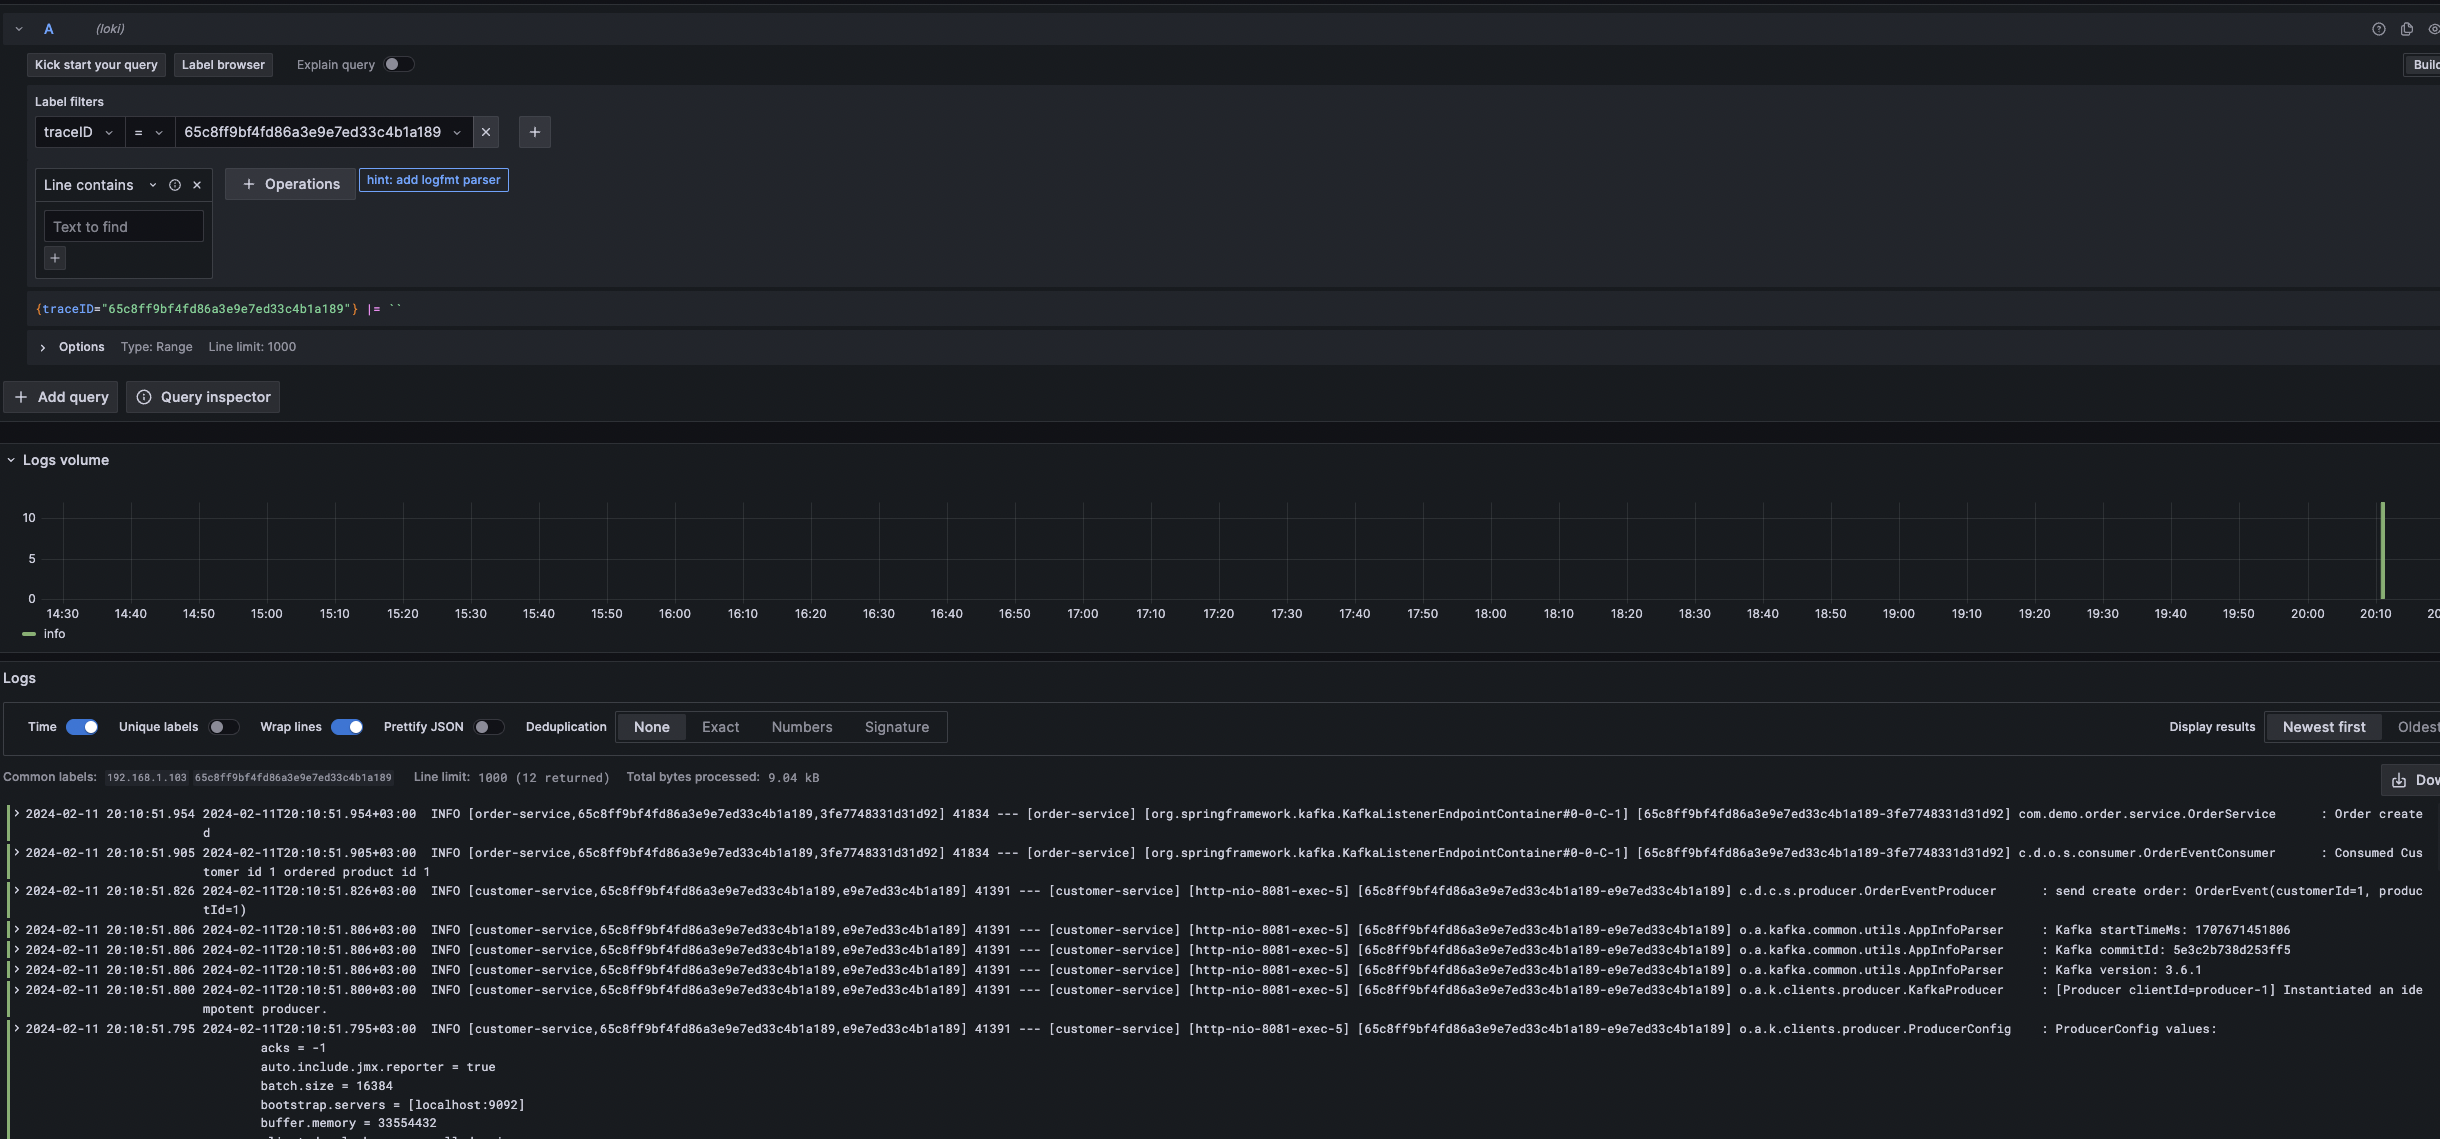 A (loki)
Kick start your query Label browser Explain query
Label filters
traceID = 65c8ff9bf4fd86a3e9e7ed33c4b1a189
Line contains + Operations hint: add logfmt parser
Text to find
+
{traceID="65c8ff9bf4fd86a3e9e7ed33c4b1a189"} |= ``
Options Type: Range Line limit: 1000
+ Add query Query inspector
Logs volume
10
5
0
14:30 14:40 14:50 15:00 15:10 15:20 15:30 15:40 15:50 16:00 16:10 16:20 16:30 16:40 16:50 17:00 17:10 17:20 17:30 17:40 17:50 18:00 18:10 18:20 18:30 18:40 18:50 19:00 19:10 19:20 19:30 19:40 19:50 20:00 20:10 20
info
Logs
Time Unique labels Wrap lines Prettify JSON Deduplication None Exact Numbers Signature Display results Newest first Oldest
Common labels: 192.168.1.103 65c8ff9bf4fd86a3e9e7ed33c4b1a189 Line limit: 1000 (12 returned) Total bytes processed: 9.04 kB
2024-02-11 20:10:51.954 2024-02-11T20:10:51.954+03:00 INFO [order-service,65c8ff9bf4fd86a3e9e7ed33c4b1a189,3fe7748331d31d92] 41834 --- [order-service] [org.springframework.kafka.KafkaListenerEndpointContainer#0-0-C-1] [65c8ff9bf4fd86a3e9e7ed33c4b1a189-3fe7748331d31d92] com.demo.order.service.OrderService : Order create
d
2024-02-11 20:10:51.905 2024-02-11T20:10:51.905+03:00 INFO [order-service,65c8ff9bf4fd86a3e9e7ed33c4b1a189,3fe7748331d31d92] 41834 --- [order-service] [org.springframework.kafka.KafkaListenerEndpointContainer#0-0-C-1] [65c8ff9bf4fd86a3e9e7ed33c4b1a189-3fe7748331d31d92] c.d.o.s.consumer.OrderEventConsumer : Consumed Cus
tomer id 1 ordered product id 1
2024-02-11 20:10:51.826 2024-02-11T20:10:51.826+03:00 INFO [customer-service,65c8ff9bf4fd86a3e9e7ed33c4b1a189,e9e7ed33c4b1a189] 41391 --- [customer-service] [http-nio-8081-exec-5] [65c8ff9bf4fd86a3e9e7ed33c4b1a189-e9e7ed33c4b1a189] c.d.c.s.producer.OrderEventProducer : send create order: OrderEvent(customerId=1, produc
tId=1)
2024-02-11 20:10:51.806 2024-02-11T20:10:51.806+03:00 INFO [customer-service,65c8ff9bf4fd86a3e9e7ed33c4b1a189,e9e7ed33c4b1a189] 41391 --- [customer-service] [http-nio-8081-exec-5] [65c8ff9bf4fd86a3e9e7ed33c4b1a189-e9e7ed33c4b1a189] o.a.kafka.common.utils.AppInfoParser : Kafka startTimeMs: 1707671451806
2024-02-11 20:10:51.806 2024-02-11T20:10:51.806+03:00 INFO [customer-service,65c8ff9bf4fd86a3e9e7ed33c4b1a189,e9e7ed33c4b1a189] 41391 --- [customer-service] [http-nio-8081-exec-5] [65c8ff9bf4fd86a3e9e7ed33c4b1a189-e9e7ed33c4b1a189] o.a.kafka.common.utils.AppInfoParser : Kafka commitId: 5e3c2b738d253ff5
2024-02-11 20:10:51.806 2024-02-11T20:10:51.806+03:00 INFO [customer-service,65c8ff9bf4fd86a3e9e7ed33c4b1a189,e9e7ed33c4b1a189] 41391 --- [customer-service] [http-nio-8081-exec-5] [65c8ff9bf4fd86a3e9e7ed33c4b1a189-e9e7ed33c4b1a189] o.a.kafka.common.utils.AppInfoParser : Kafka version: 3.6.1
2024-02-11 20:10:51.800 2024-02-11T20:10:51.800+03:00 INFO [customer-service,65c8ff9bf4fd86a3e9e7ed33c4b1a189,e9e7ed33c4b1a189] 41391 --- [customer-service] [http-nio-8081-exec-5] [65c8ff9bf4fd86a3e9e7ed33c4b1a189-e9e7ed33c4b1a189] o.a.k.clients.producer.KafkaProducer : [Producer clientId=producer-1] Instantiated an ide
mpotent producer.
2024-02-11 20:10:51.795 2024-02-11T20:10:51.795+03:00 INFO [customer-service,65c8ff9bf4fd86a3e9e7ed33c4b1a189,e9e7ed33c4b1a189] 41391 --- [customer-service] [http-nio-8081-exec-5] [65c8ff9bf4fd86a3e9e7ed33c4b1a189-e9e7ed33c4b1a189] o.a.k.clients.producer.ProducerConfig : ProducerConfig values:
acks = -1
auto.include.jmx.reporter = true
batch.size = 16384
bootstrap.servers = [localhost:9092]
buffer.memory = 33554432